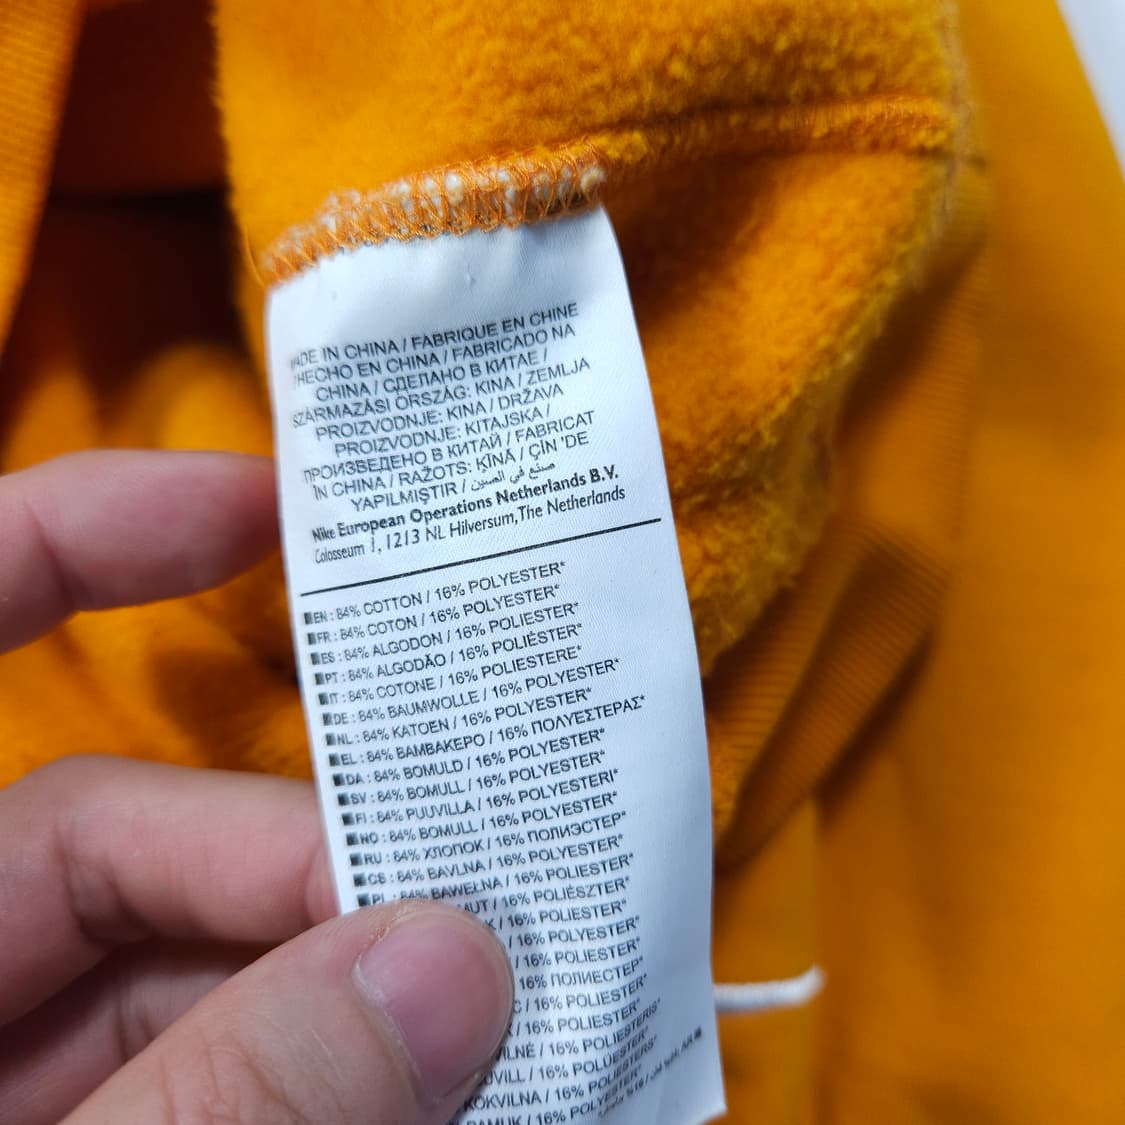 MADE IN CHINA / FABRIQUE EN CHINE
/HECHO EN CHINA / FABRICADO NA
CHINA / СДЕЛАНО В КИТАЕ /
SZÁRMAZÁSI ORSZÁG: KINA / ZEMLJA
PROIZVODNJE: KINA / DRŽAVA
PROIZVODNJE: KITAJSKA /
ПРОИЗВЕДЕНО В КИТАЙ / FABRICAT
ÎN CHINA / RAŽOTS: ĶĪNA / ÇİN 'DE
YAPILMIŞTIR / صنع في الصين
Nike European Operations Netherlands B.V.
Colosseum 1, 1213 NL Hilversum, The Netherlands
EN : 84% COTTON / 16% POLYESTER*
FR : 84% COTON / 16% POLYESTER*
ES : 84% ALGODON / 16% POLIESTER*
PT : 84% ALGODÃO / 16% POLIÉSTER*
IT : 84% COTONE / 16% POLIESTERE*
DE : 84% BAUMWOLLE / 16% POLYESTER*
NL : 84% KATOEN / 16% POLYESTER*
EL : 84% ΒΑΜΒΑΚΕΡΟ / 16% ΠΟΛΥΕΣΤΕΡΑΣ*
DA : 84% BOMULD / 16% POLYESTER*
SV : 84% BOMULL / 16% POLYESTER*
FI : 84% PUUVILLA / 16% POLYESTERI*
NO : 84% BOMULL / 16% POLYESTER*
RU : 84% ХЛОПОК / 16% ПОЛИЭСТЕР*
CS : 84% BAVLNA / 16% POLYESTER*
PL : 84% BAWEŁNA / 16% POLIESTER*
/ 16% POLIÉSZTER*
/ 16% POLIESTER*
/ 16% POLYESTER*
16% POLIESTER*
16% ПОЛИЕСТЕР*
/ 16% POLIESTER*
/ 16% POLIESTER*
/ 16% POLIESTERIS*
/ 16% POLÜESTER*
KOKVILNA / 16% POLIESTERS*
PAMUK / 16% POLYESTER*